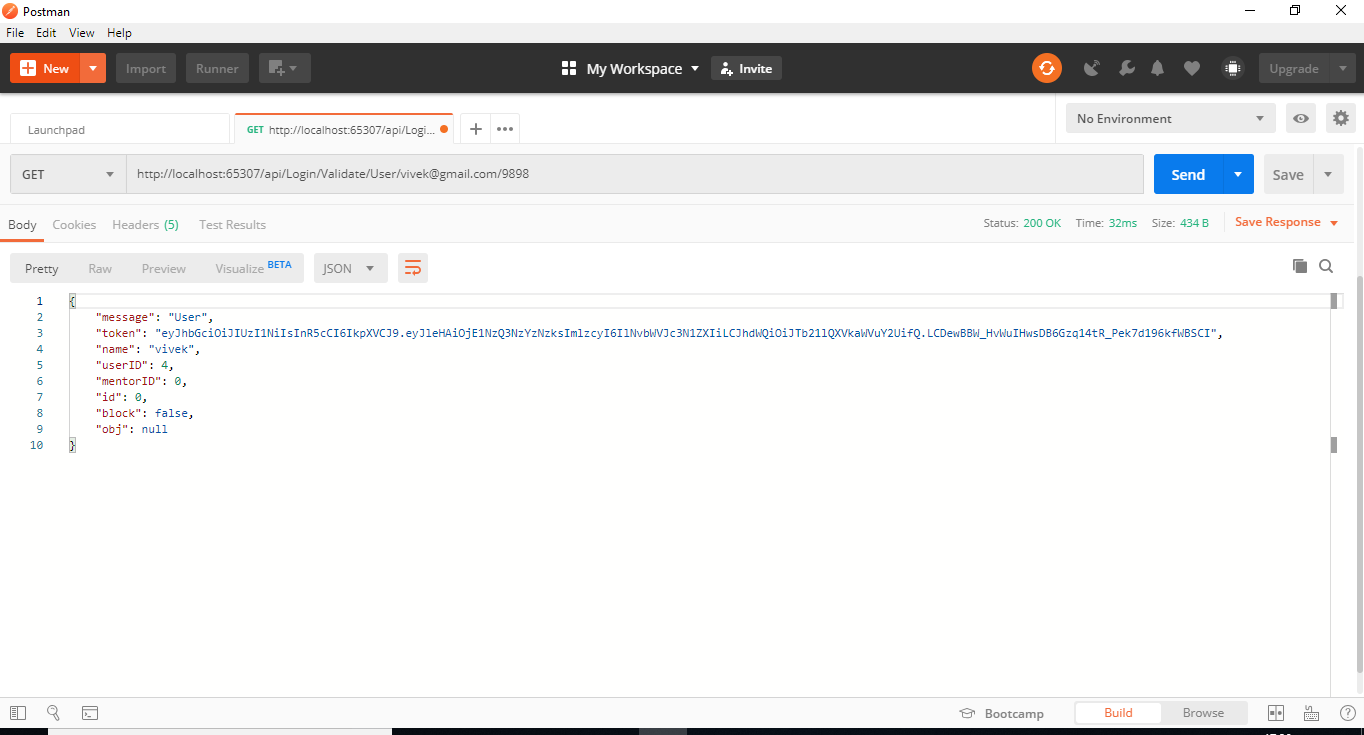 Postman
File Edit View Help
New Import Runner My Workspace Invite Upgrade
Launchpad GET http://localhost:65307/api/Logi... No Environment
GET http://localhost:65307/api/Login/Validate/User/vivek@gmail.com/9898 Send Save
Body Cookies Headers (5) Test Results Status: 200 OK Time: 32ms Size: 434 B Save Response
Pretty Raw Preview Visualize BETA JSON
1 {
2 "message": "User",
3 "token": "eyJhbGciOiJIUzI1NiIsInR5cCI6IkpXVCJ9.eyJleHAiOjE1NzQ3NzYzNzksImlzcyI6IlNvbWVJc3N1ZXIiLCJhdWQiOiJTb21lQXVkaWVuY2UifQ.LCDewBBW_HvWuIHwsDB6Gzq14tR_Pek7d196kfWBSCI",
4 "name": "vivek",
5 "userID": 4,
6 "mentorID": 0,
7 "id": 0,
8 "block": false,
9 "obj": null
10 }
Bootcamp Build Browse